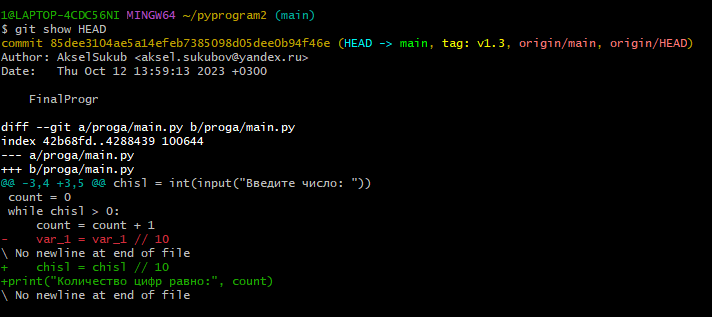 1@LAPTOP-4CDC56NI MINGW64 ~/pyprogram2 (main)
$ git show HEAD
commit 85dee3104ae5a14efeb7385098d05dee0b94f46e (HEAD -> main, tag: v1.3, origin/main, origin/HEAD)
Author: AkselSukub <aksel.sukubov@yandex.ru>
Date:   Thu Oct 12 13:59:13 2023 +0300

    FinalProgr

diff --git a/proga/main.py b/proga/main.py
index 42b68fd..4288439 100644
--- a/proga/main.py
+++ b/proga/main.py
@@ -3,4 +3,5 @@ chisl = int(input("Введите число: "))
 count = 0
 while chisl > 0:
     count = count + 1
-    var_1 = var_1 // 10
\ No newline at end of file
+    chisl = chisl // 10
+print("Количество цифр равно:", count)
\ No newline at end of file